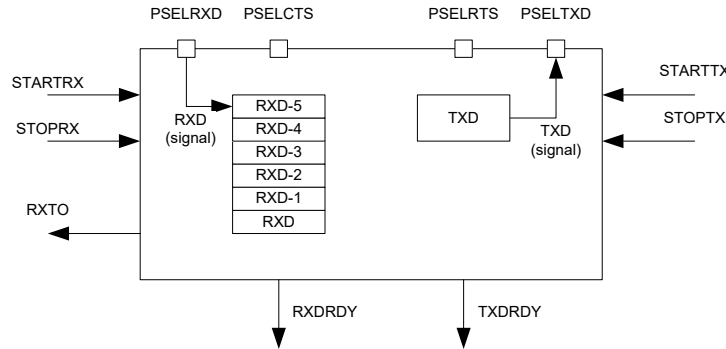 PSELRXD PSELCTS PSELRTS PSELTXD
STARTRX
STOPRX
RXTO
RXD
(signal)
RXD-5
RXD-4
RXD-3
RXD-2
RXD-1
RXD
TXD
TXD
(signal)
STARTTX
STOPTX
RXDRDY
TXDRDY